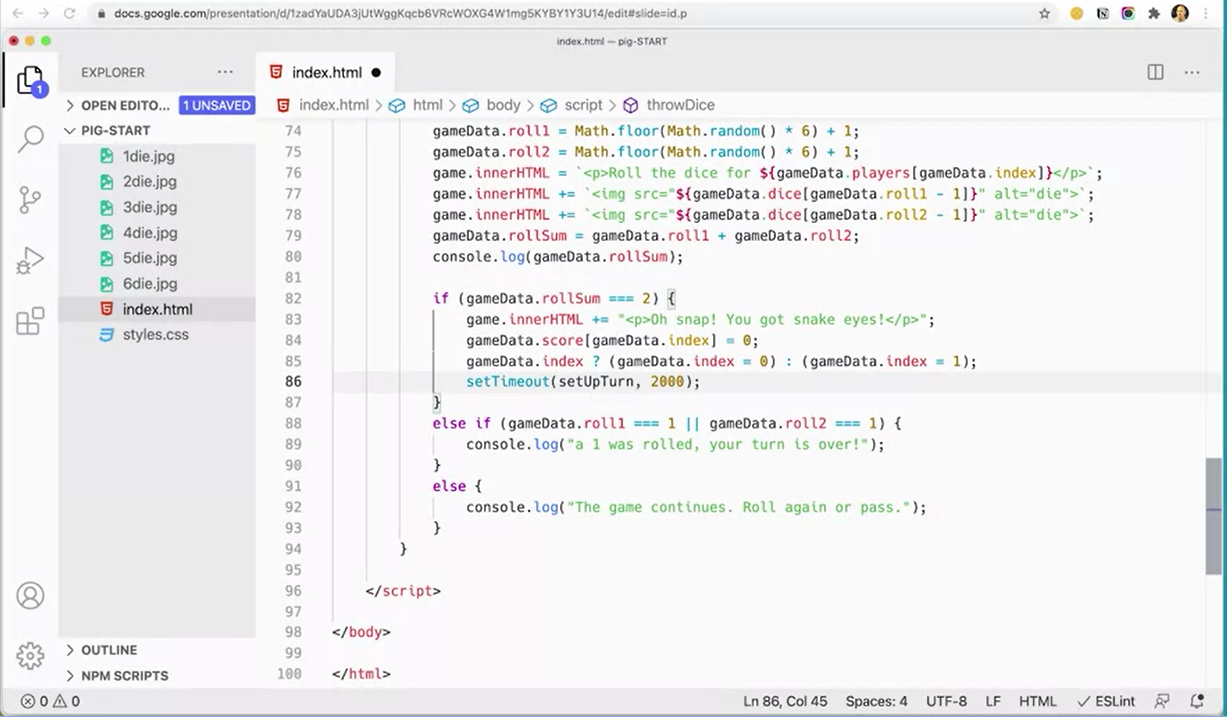 docs.google.com/presentation/d/1zadYaUDA3jUtWggKqcb6VRcWOXG4W1mg5KYBY1Y3U14/edit#slide=id.p
index.html — pig-START
EXPLORER
index.html
OPEN EDITO... 1 UNSAVED
index.html > html > body > script > throwDice
PIG-START
1die.jpg
2die.jpg
3die.jpg
4die.jpg
5die.jpg
6die.jpg
index.html
styles.css
1
74 gameData.roll1 = Math.floor(Math.random() * 6) + 1;
75 gameData.roll2 = Math.floor(Math.random() * 6) + 1;
76 game.innerHTML = `<p>Roll the dice for ${gameData.players[gameData.index]}</p>`;
77 game.innerHTML += `<img src="${gameData.dice[gameData.roll1 - 1]}" alt="die">`;
78 game.innerHTML += `<img src="${gameData.dice[gameData.roll2 - 1]}" alt="die">`;
79 gameData.rollSum = gameData.roll1 + gameData.roll2;
80 console.log(gameData.rollSum);
81
82 if (gameData.rollSum === 2) {
83 game.innerHTML += "<p>Oh snap! You got snake eyes!</p>";
84 gameData.score[gameData.index] = 0;
85 gameData.index ? (gameData.index = 0) : (gameData.index = 1);
86 setTimeout(setUpTurn, 2000);
87 }
88 else if (gameData.roll1 === 1 || gameData.roll2 === 1) {
89 console.log("a 1 was rolled, your turn is over!");
90 }
91 else {
92 console.log("The game continues. Roll again or pass.");
93 }
94 }
95
96 </script>
97
98 </body>
99
100 </html>
OUTLINE
NPM SCRIPTS
0 0
Ln 86, Col 45 Spaces: 4 UTF-8 LF HTML ESLint